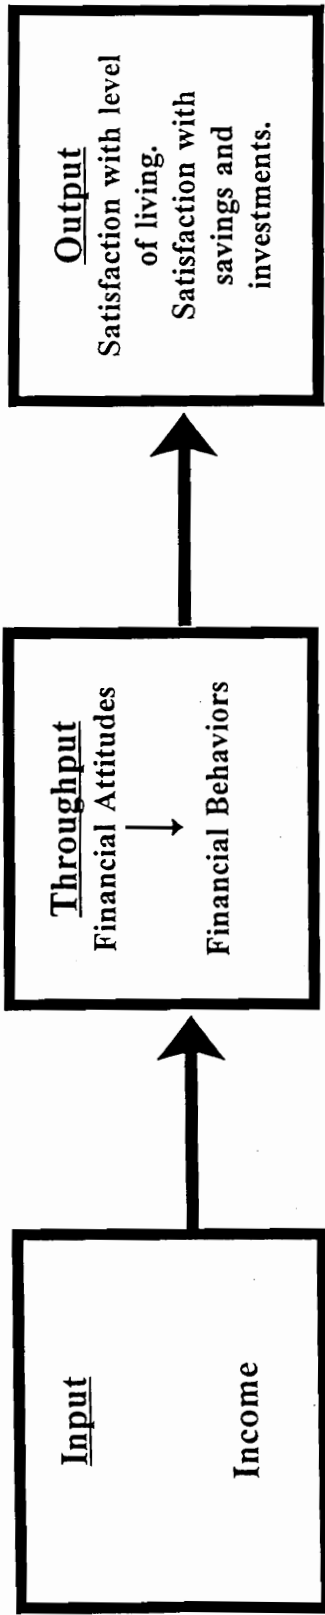 Input
Income
Throughput
Financial Attitudes
Financial Behaviors
Output
Satisfaction with level
of living.
Satisfaction with
savings and
investments.